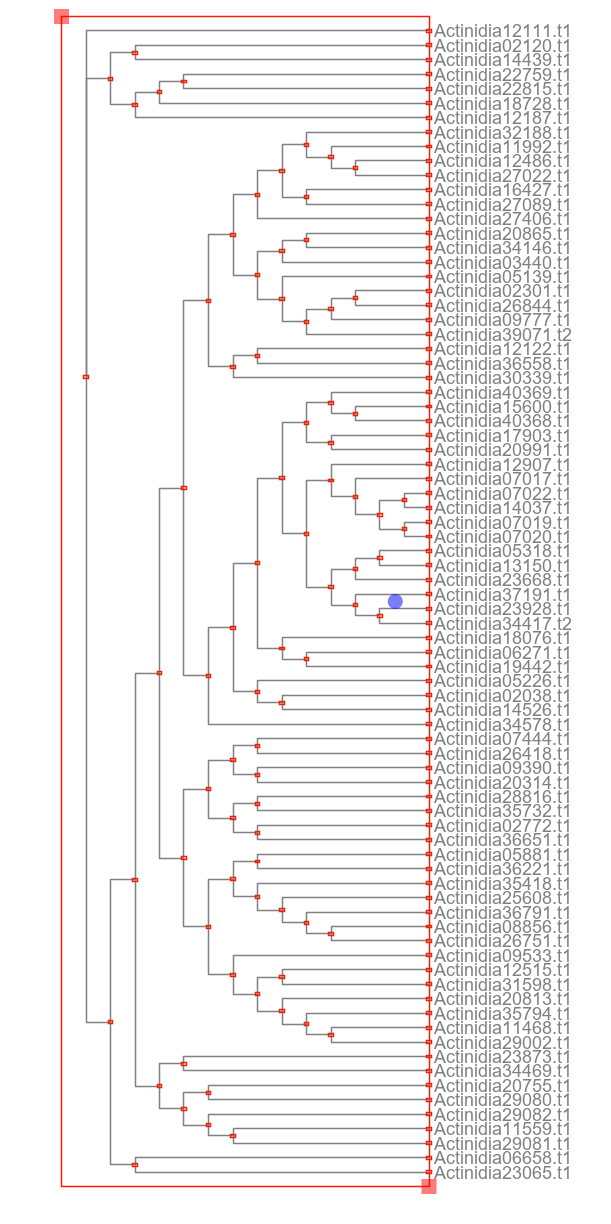 Actinidia12111.t1
Actinidia02120.t1
Actinidia14439.t1
Actinidia22759.t1
Actinidia22815.t1
Actinidia18728.t1
Actinidia12187.t1
Actinidia32188.t1
Actinidia11992.t1
Actinidia12486.t1
Actinidia27022.t1
Actinidia16427.t1
Actinidia27089.t1
Actinidia27406.t1
Actinidia20865.t1
Actinidia34146.t1
Actinidia03440.t1
Actinidia05139.t1
Actinidia02301.t1
Actinidia26844.t1
Actinidia09777.t1
Actinidia39071.t2
Actinidia12122.t1
Actinidia36558.t1
Actinidia30339.t1
Actinidia40369.t1
Actinidia15600.t1
Actinidia40368.t1
Actinidia17903.t1
Actinidia20991.t1
Actinidia12907.t1
Actinidia07017.t1
Actinidia07022.t1
Actinidia14037.t1
Actinidia07019.t1
Actinidia07020.t1
Actinidia05318.t1
Actinidia13150.t1
Actinidia23668.t1
Actinidia37191.t1
Actinidia23928.t1
Actinidia34417.t2
Actinidia18076.t1
Actinidia06271.t1
Actinidia19442.t1
Actinidia05226.t1
Actinidia02038.t1
Actinidia14526.t1
Actinidia34578.t1
Actinidia07444.t1
Actinidia26418.t1
Actinidia09390.t1
Actinidia20314.t1
Actinidia28816.t1
Actinidia35732.t1
Actinidia02772.t1
Actinidia36651.t1
Actinidia05881.t1
Actinidia36221.t1
Actinidia35418.t1
Actinidia25608.t1
Actinidia36791.t1
Actinidia08856.t1
Actinidia26751.t1
Actinidia09533.t1
Actinidia12515.t1
Actinidia31598.t1
Actinidia20813.t1
Actinidia35794.t1
Actinidia11468.t1
Actinidia29002.t1
Actinidia23873.t1
Actinidia34469.t1
Actinidia20755.t1
Actinidia29080.t1
Actinidia29082.t1
Actinidia11559.t1
Actinidia29081.t1
Actinidia06658.t1
Actinidia23065.t1